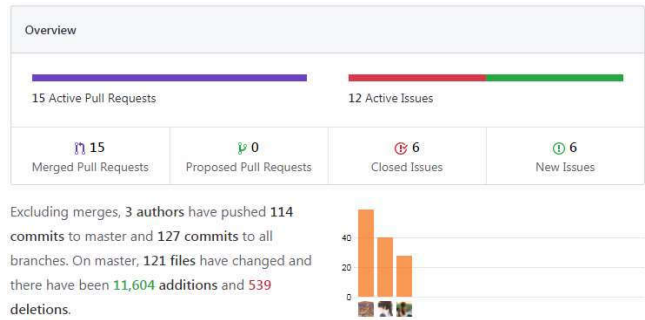 Overview
15 Active Pull Requests
12 Active Issues
15
Merged Pull Requests
0
Proposed Pull Requests
6
Closed Issues
6
New Issues
Excluding merges, 3 authors have pushed 114
commits to master and 127 commits to all
branches. On master, 121 files have changed and
there have been 11,604 additions and 539
deletions.
40
20
0